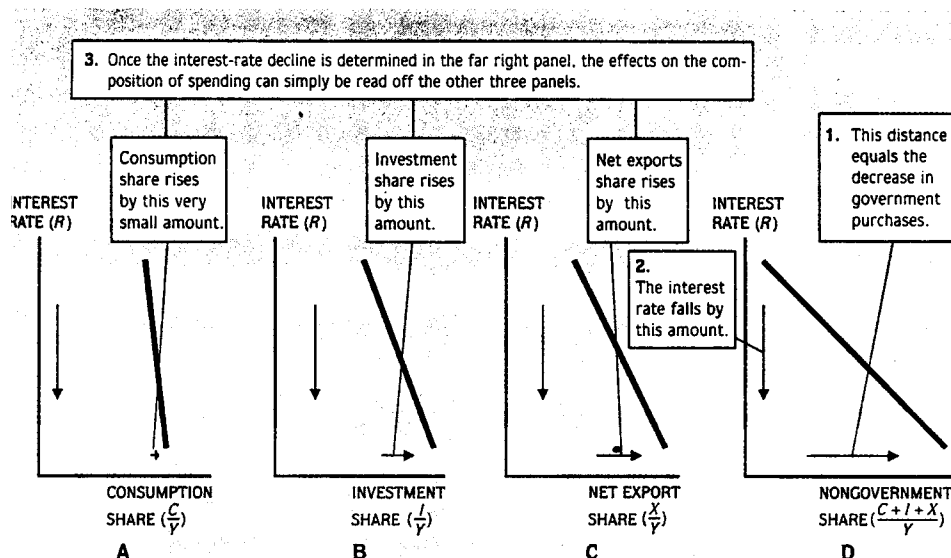 3. Once the interest-rate decline is determined in the far right panel, the effects on the com-
position of spending can simply be read off the other three panels.
Consumption
share rises
by this very
small amount.
Investment
share rises
by this
amount.
Net exports
share rises
by this
amount.
1. This distance
equals the
decrease in
government
purchases.
2.
The interest
rate falls by
this amount.
NTEREST
RATE (R)
INTEREST
RATE (R)
INTEREST
RATE (R)
INTEREST
RATE (R)
CONSUMPTION
SHARE (C/Y)
A
INVESTMENT
SHARE (I/Y)
B
NET EXPORT
SHARE (X/Y)
C
NONGOVERNMENT
SHARE (C + I + X/Y)
D